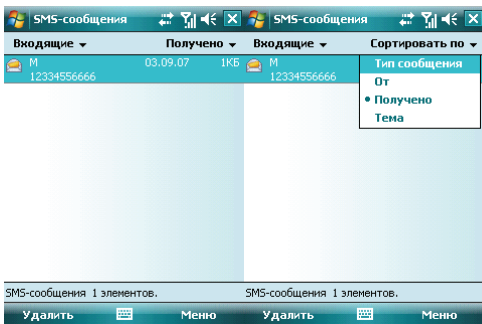 SMS-сообщения
Входящие
Получено
М
03.09.07
1КБ
12334556666
SMS-сообщения 1 элементов.
Удалить
Меню
SMS-сообщения
Входящие
Сортировать по
М
12334556666
Тип сообщения
От
Получено
Тема
SMS-сообщения 1 элементов.
Удалить
Меню